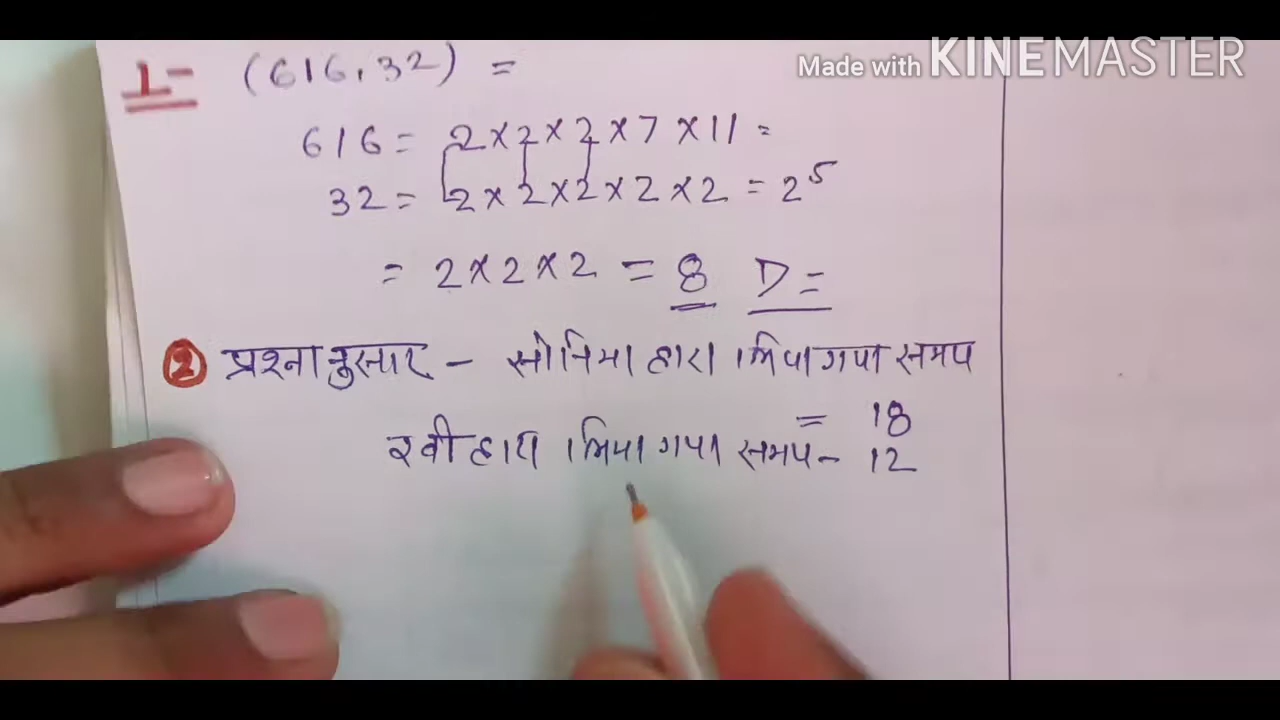 Made with KINEMASTER
1- (616,32) =
616 = 2×2×2×7×11 =
32 = 2×2×2×2×2 = 2⁵
= 2×2×2 = 8 D =
② प्रश्नानुसार - सोनिया द्वारा लिया गया समय
= 18
रवी द्वारा लिया गया समय - 12